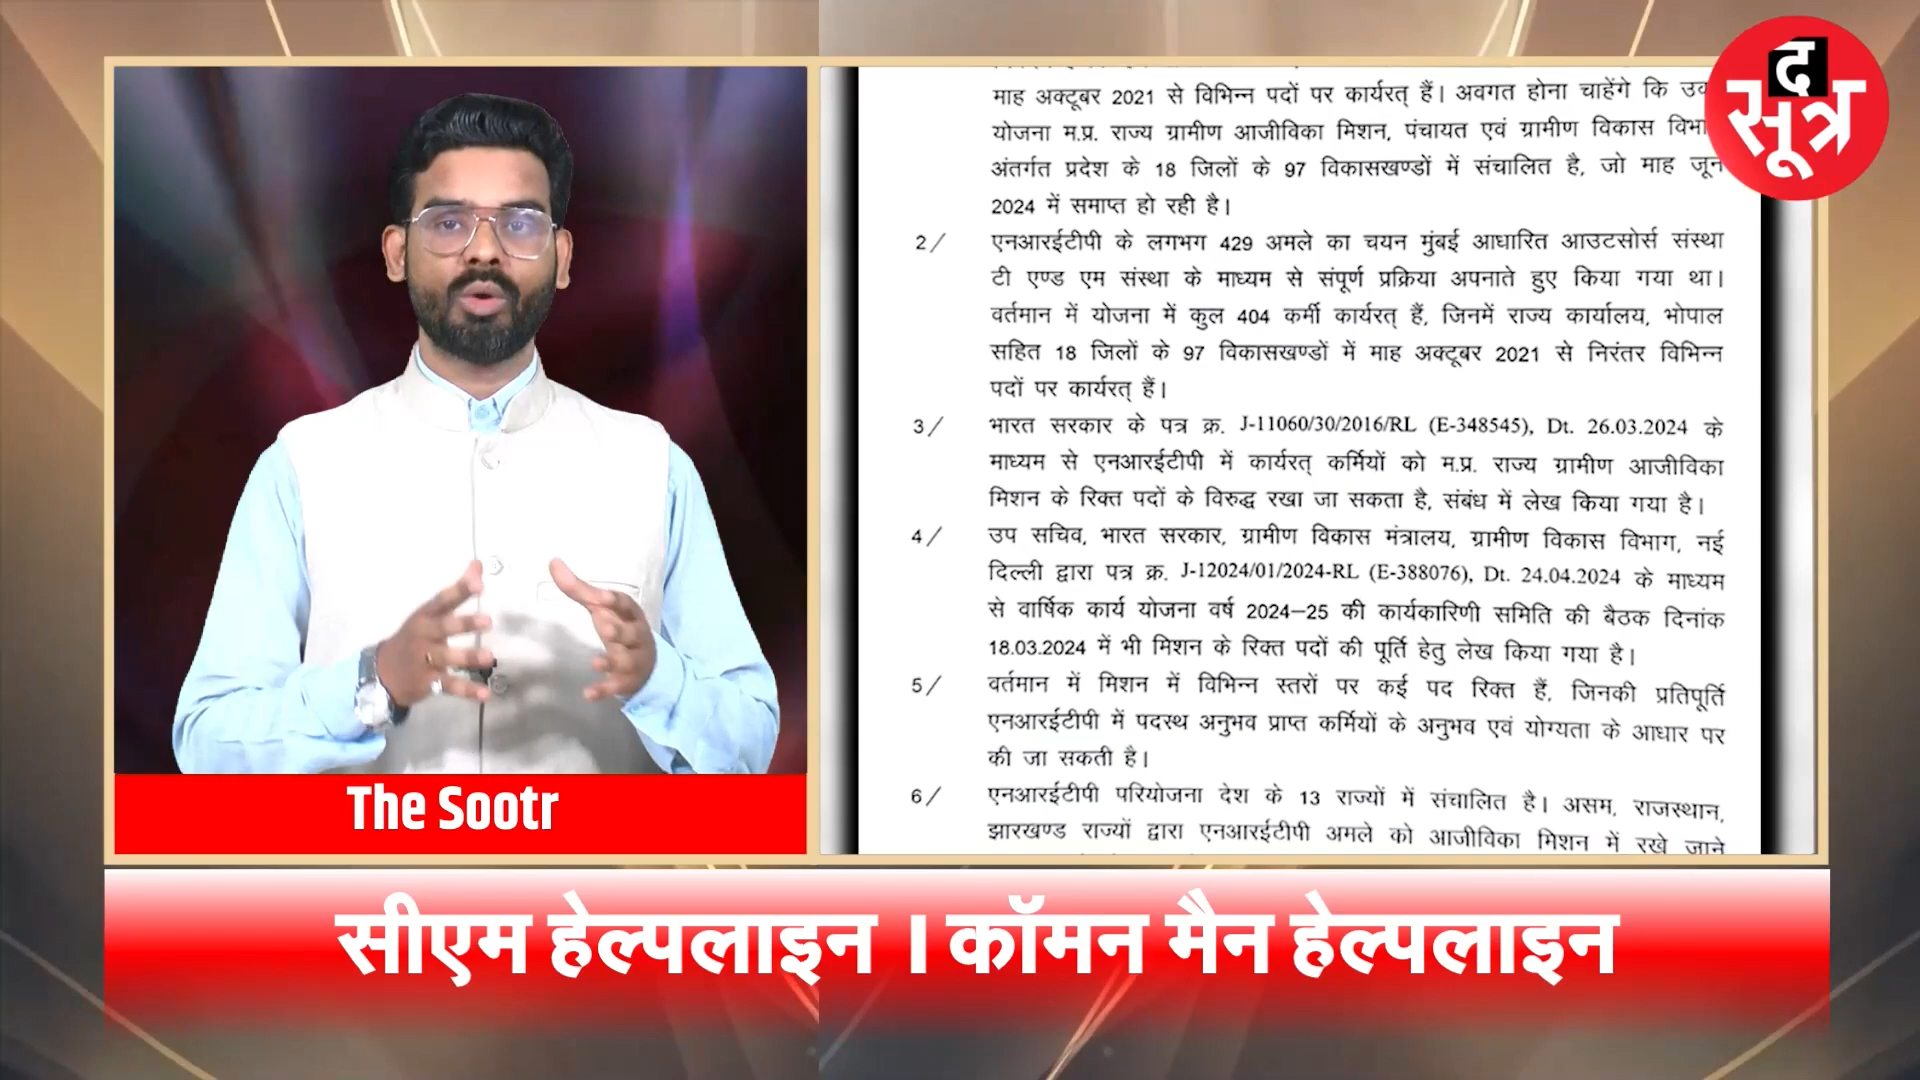 द
सूत्र
माह अक्टूबर 2021 से विभिन्न पदों पर कार्यरत् हैं। अवगत होना चाहेंगे कि
योजना म.प्र. राज्य ग्रामीण आजीविका मिशन, पंचायत एवं ग्रामीण विकास
अंतर्गत प्रदेश के 18 जिलों के 97 विकासखण्डों में संचालित है, जो माह जून
2024 में समाप्त हो रही है।
2/ एनआरईटीपी के लगभग 429 अमले का चयन मुंबई आधारित आउटसोर्स संस्था
टी एण्ड एम संस्था के माध्यम से संपूर्ण प्रक्रिया अपनाते हुए किया गया था।
वर्तमान में योजना में कुल 404 कर्मी कार्यरत् हैं, जिनमें राज्य कार्यालय, भोपाल
सहित 18 जिलों के 97 विकासखण्डों में माह अक्टूबर 2021 से निरंतर विभिन्न
पदों पर कार्यरत् हैं।
3/ भारत सरकार के पत्र क्र. J-11060/30/2016/RL (E-348545), Dt. 26.03.2024 के
माध्यम से एनआरईटीपी में कार्यरत् कर्मियों को म.प्र. राज्य ग्रामीण आजीविका
मिशन के रिक्त पदों के विरुद्ध रखा जा सकता है, संबंध में लेख किया गया है।
4/ उप सचिव, भारत सरकार, ग्रामीण विकास मंत्रालय, ग्रामीण विकास विभाग, नई
दिल्ली द्वारा पत्र क्र. J-12024/01/2024-RL (E-388076), Dt. 24.04.2024 के माध्यम
से वार्षिक कार्य योजना वर्ष 2024–25 की कार्यकारिणी समिति की बैठक दिनांक
18.03.2024 में भी मिशन के रिक्त पदों की पूर्ति हेतु लेख किया गया है।
5/ वर्तमान में मिशन में विभिन्न स्तरों पर कई पद रिक्त हैं, जिनकी प्रतिपूर्ति
एनआरईटीपी में पदस्थ अनुभव प्राप्त कर्मियों के अनुभव एवं योग्यता के आधार पर
की जा सकती है।
6/ एनआरईटीपी परियोजना देश के 13 राज्यों में संचालित है। असम, राजस्थान,
झारखण्ड राज्यों द्वारा एनआरईटीपी अमले को आजीविका मिशन में रखे जाने
The Sootr
सीएम हेल्पलाइन । कॉमन मैन हेल्पलाइन